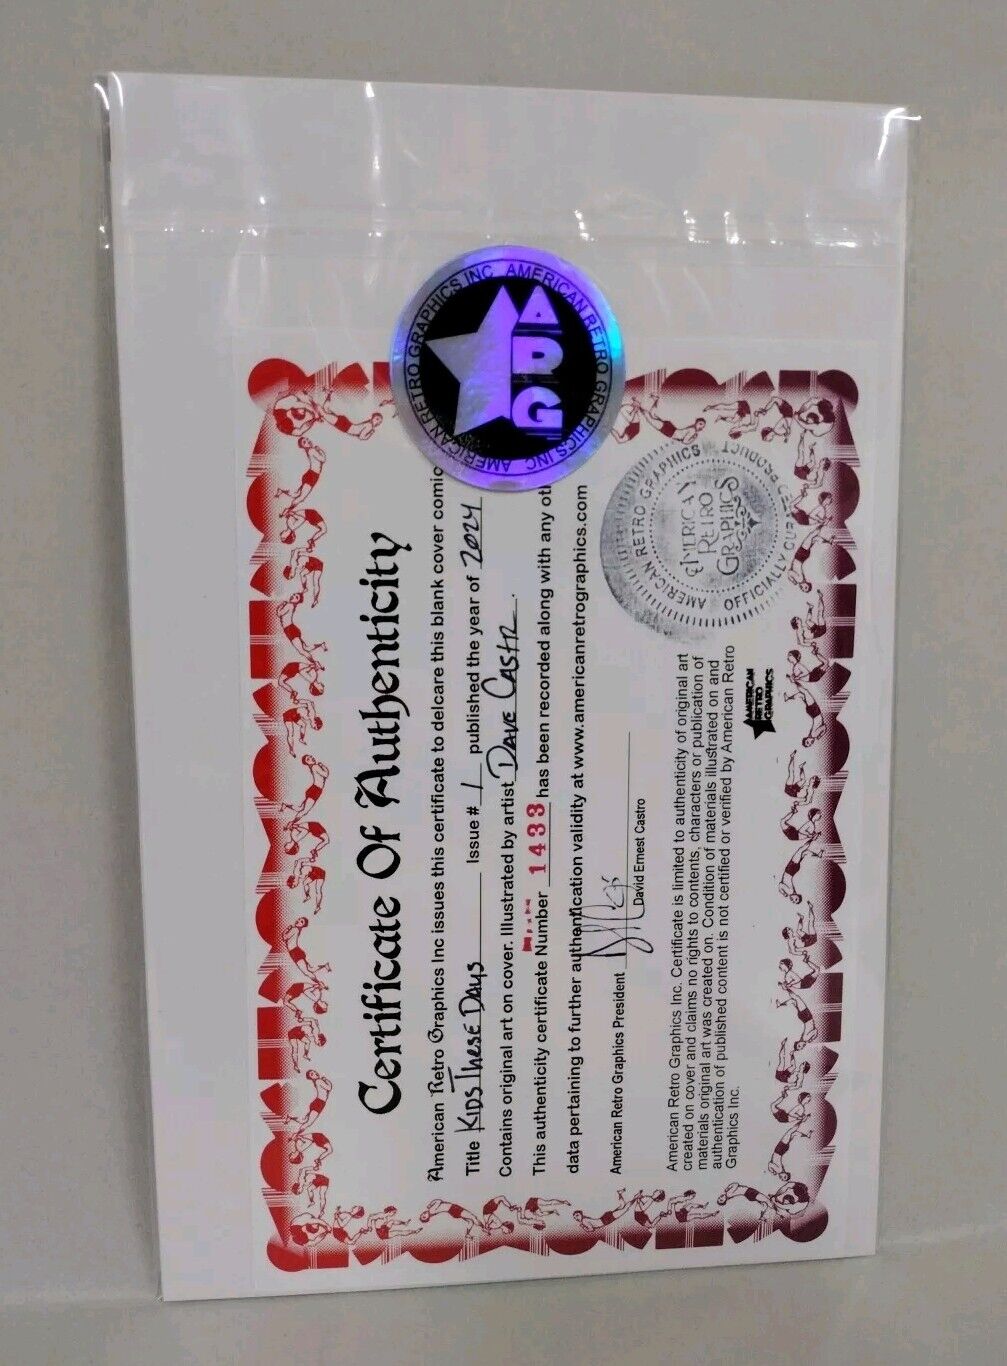 AMERICAN RETRO GRAPHICS INC AMERICAN RETRO GRAPHICS INC
ARG
Certificate Of Authenticity
American Retro Graphics Inc issues this certificate to delcare this blank cover comic
Title Kids These Days Issue # 1 published the year of 2024
Contains original art on cover. Illustrated by artist Dave Castr
This authenticity certificate Number 1433 has been recorded along with any oth
data pertaining to further authentication validity at www.americanretrographics.com
American Retro Graphics President
David Ernest Castro
American Retro Graphics Inc. Certificate is limited to authenticity of original art
created on cover and claims no rights to contents, characters or publication of
materials original art was created on. Condition of materials illustrated on and
authentication of published content is not certified or verified by American Retro
Graphics Inc.
AMERICAN
RETRO
GRAPHICS
AMERICAN RETRO GRAPHICS
OFFICIALLY PRODUCT
AMERICAN
RETRO
GRAPHICS